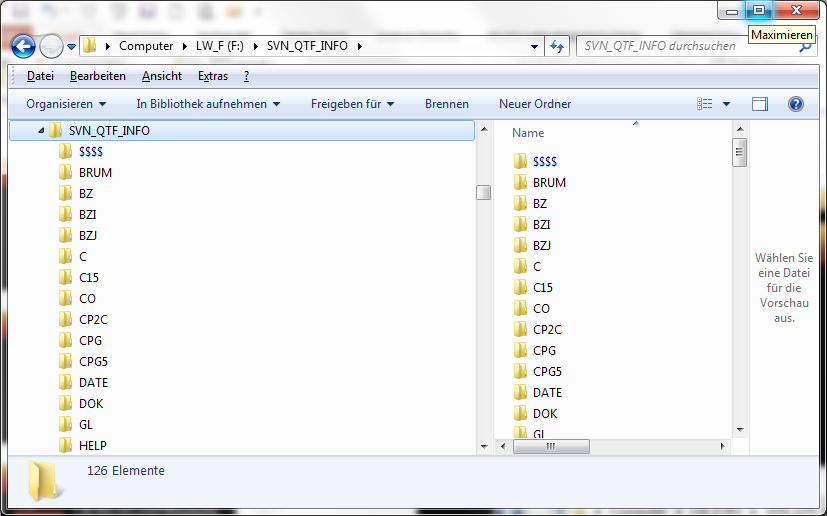 Maximieren
Computer LW_F (F:) SVN_QTF_INFO
SVN_QTF_INFO durchsuchen
Datei Bearbeiten Ansicht Extras ?
Organisieren In Bibliothek aufnehmen Freigeben für Brennen Neuer Ordner
SVN_QTF_INFO
$$$$
BRUM
BZ
BZI
BZJ
C
C15
CO
CP2C
CPG
CPG5
DATE
DOK
GL
HELP
Name
$$$$
BRUM
BZ
BZI
BZJ
C
C15
CO
CP2C
CPG
CPG5
DATE
DOK
GL
Wählen Sie
eine Datei
für die
Vorschau
aus.
126 Elemente